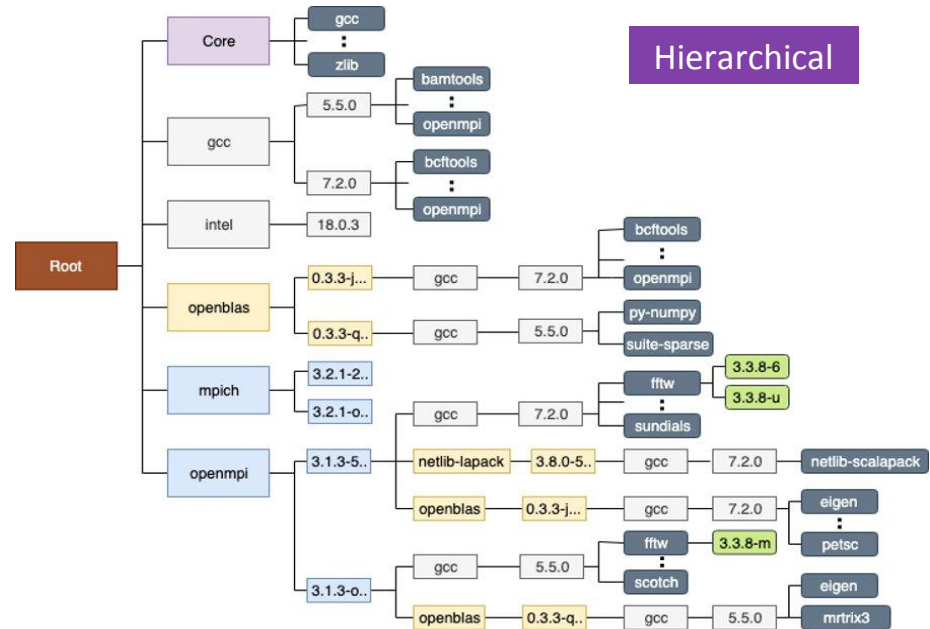 Hierarchical
Root
Core
gcc
zlib
gcc
5.5.0
bamtools
openmpi
7.2.0
bcftools
openmpi
intel
18.0.3
openblas
0.3.3-j...
gcc
7.2.0
bcftools
openmpi
0.3.3-q..
gcc
5.5.0
py-numpy
suite-sparse
mpich
3.2.1-2..
3.2.1-o..
openmpi
3.1.3-5..
gcc
7.2.0
fftw
3.3.8-6
3.3.8-u
sundials
netlib-lapack
3.8.0-5..
gcc
7.2.0
netlib-scalapack
openblas
0.3.3-j...
gcc
7.2.0
eigen
petsc
3.1.3-o..
gcc
5.5.0
fftw
3.3.8-m
scotch
openblas
0.3.3-q..
gcc
5.5.0
eigen
mrtrix3